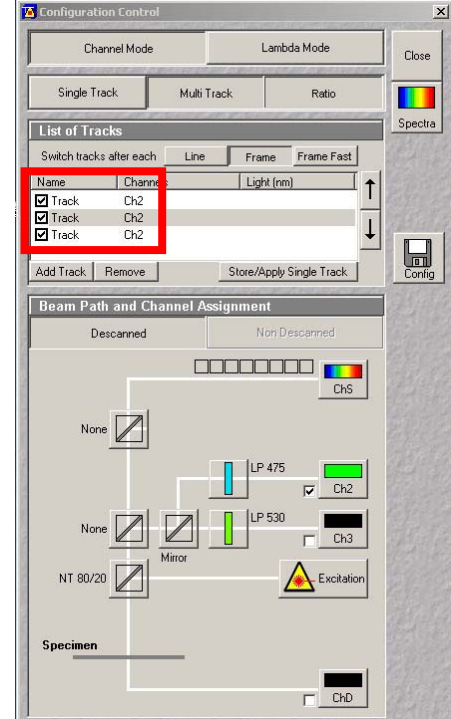 Configuration Control
Channel Mode Lambda Mode Close
Single Track Multi Track Ratio
Spectra
List of Tracks
Switch tracks after each Line Frame Frame Fast
Name Channels Light (nm)
Track Ch2
Track Ch2
Track Ch2
Config
Add Track Remove Store/Apply Single Track
Beam Path and Channel Assignment
Descanned Non Descanned
ChS
None
LP 475
Ch2
LP 530
None Ch3
Mirror
NT 80/20 Excitation
Specimen
ChD